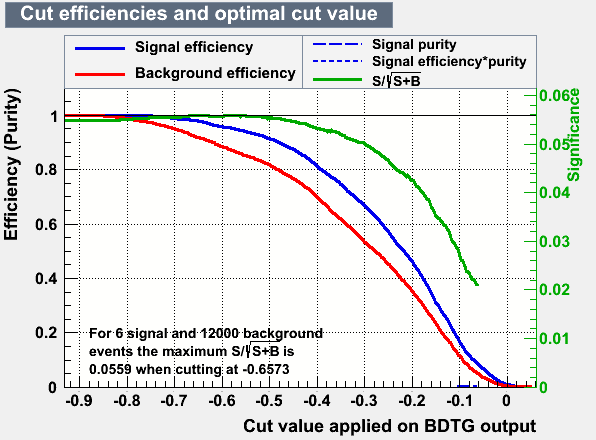 Cut efficiencies and optimal cut value
Signal efficiency
Background efficiency
Signal purity
Signal efficiency*purity
S/√S+B
Efficiency (Purity)
1
0.8
0.6
0.4
0.2
0
0.06
0.05
0.04
0.03
0.02
0.01
0
Significance
For 6 signal and 12000 background
events the maximum S/√S+B is
0.0559 when cutting at -0.6573
-0.9 -0.8 -0.7 -0.6 -0.5 -0.4 -0.3 -0.2 -0.1 0
Cut value applied on BDTG output